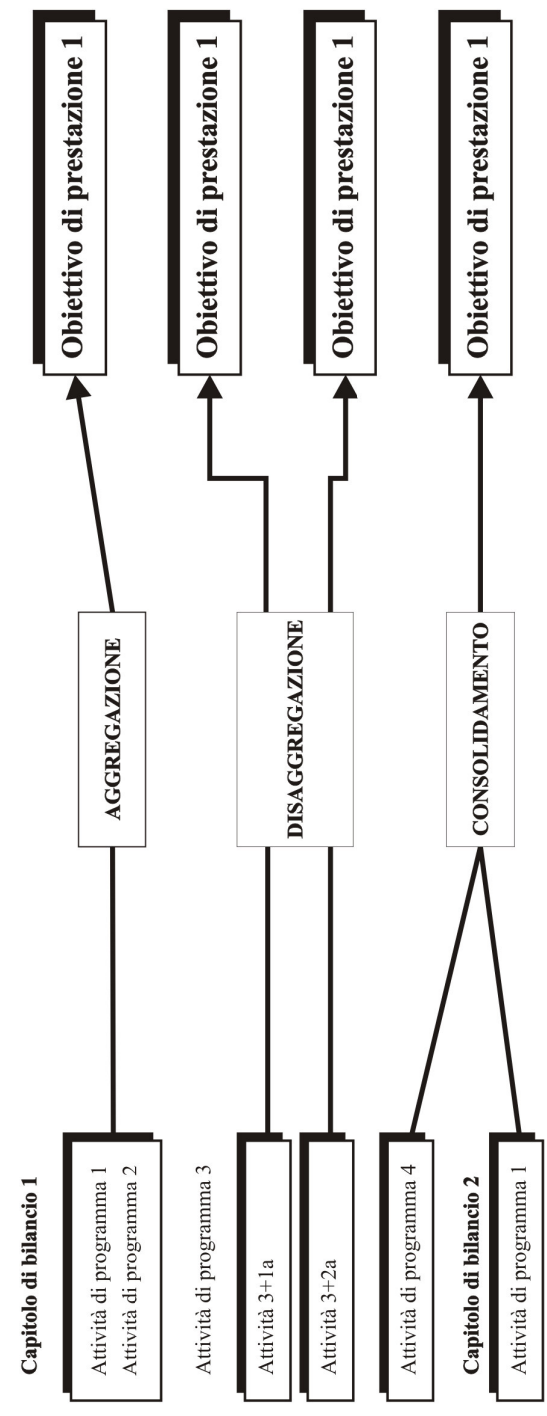 Capitolo di bilancio 1
Attività di programma 1
Attività di programma 2
AGGREGAZIONE
Obiettivo di prestazione 1
Attività di programma 3
Attività 3+1a
Attività 3+2a
DISAGGREGAZIONE
Obiettivo di prestazione 1
Obiettivo di prestazione 1
Attività di programma 4
Capitolo di bilancio 2
Attività di programma 1
CONSOLIDAMENTO
Obiettivo di prestazione 1